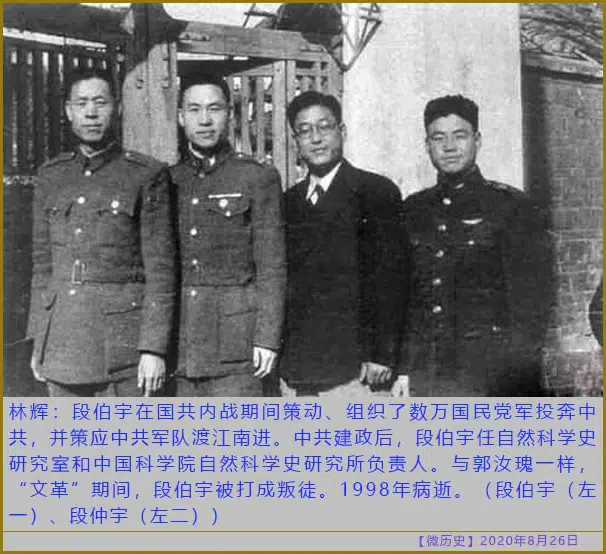 林辉：段伯宇在国共内战期间策动、组织了数万国民党军投奔中
共，并策应中共军队渡江南进。中共建政后，段伯宇任自然科学史
研究室和中国科学院自然科学史研究所负责人。与郭汝瑰一样，
“文革”期间，段伯宇被打成叛徒。1998年病逝。（段伯宇（左
一）、段仲宇（左二））
【微历史】2020年8月26日